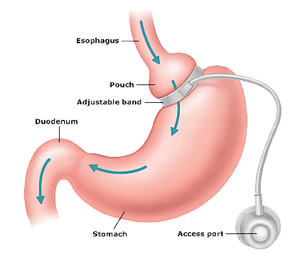 Esophagus
Pouch
Adjustable band
Duodenum
Stomach
Access port